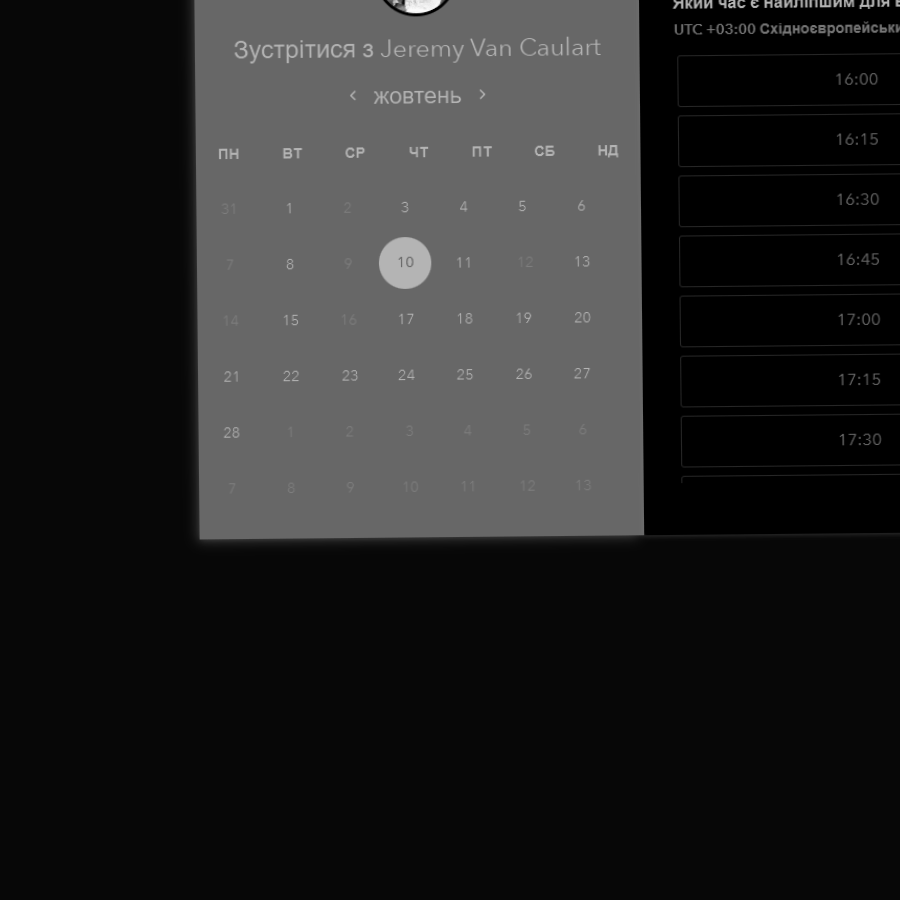 Зустрітися з Jeremy Van Caulart
‹ жовтень ›
ПН ВТ СР ЧТ ПТ СБ НД
31 1 2 3 4 5 6
7 8 9 10 11 12 13
14 15 16 17 18 19 20
21 22 23 24 25 26 27
28 1 2 3 4 5 6
7 8 9 10 11 12 13
Який час є найліпшим для
UTC +03:00
16:00
16:15
16:30
16:45
17:00
17:15
17:30